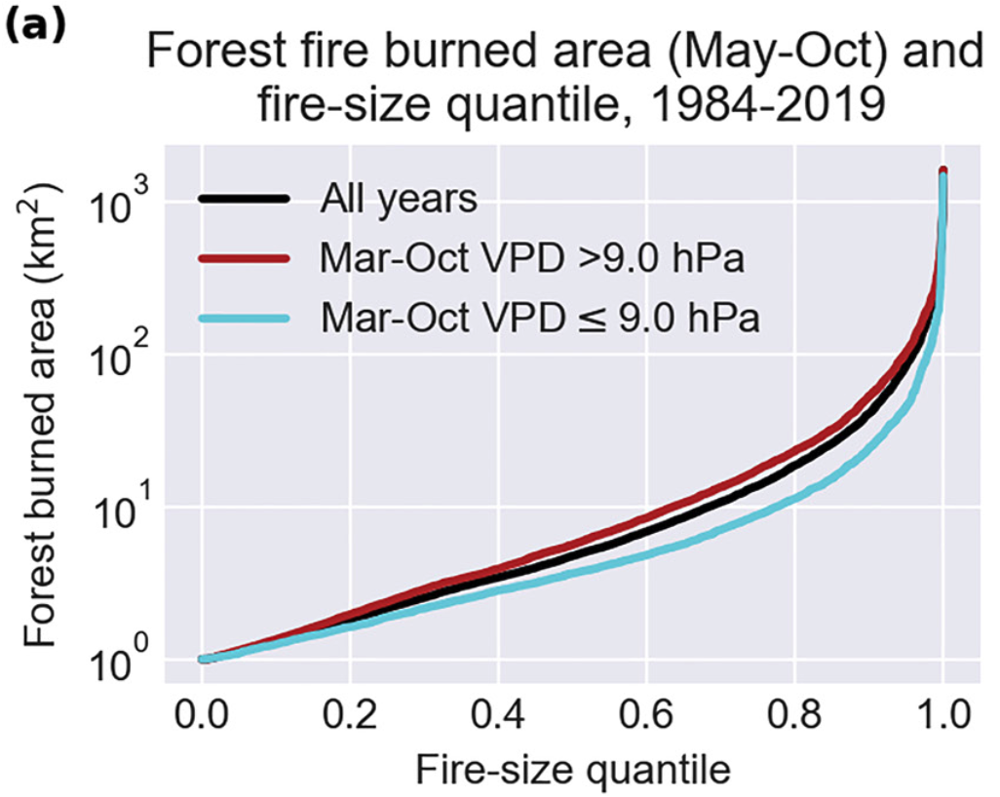 (a)
Forest fire burned area (May-Oct) and
fire-size quantile, 1984-2019
Forest burned area (km²)
10³
10²
10¹
10⁰
All years
Mar-Oct VPD >9.0 hPa
Mar-Oct VPD ≤ 9.0 hPa
0.0 0.2 0.4 0.6 0.8 1.0
Fire-size quantile